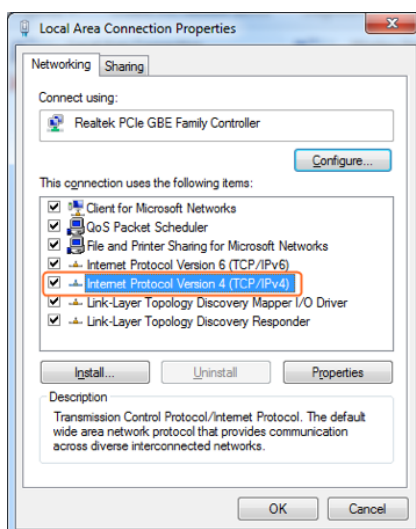 Local Area Connection Properties
Networking
Sharing
Connect using:
Realtek PCIe GBE Family Controller
Configure...
This connection uses the following items:
Client for Microsoft Networks
QoS Packet Scheduler
File and Printer Sharing for Microsoft Networks
Internet Protocol Version 6 (TCP/IPv6)
Internet Protocol Version 4 (TCP/IPv4)
Link-Layer Topology Discovery Mapper I/O Driver
Link-Layer Topology Discovery Responder
Install...
Uninstall
Properties
Description
Transmission Control Protocol/Internet Protocol. The default
wide area network protocol that provides communication
across diverse interconnected networks.
OK
Cancel